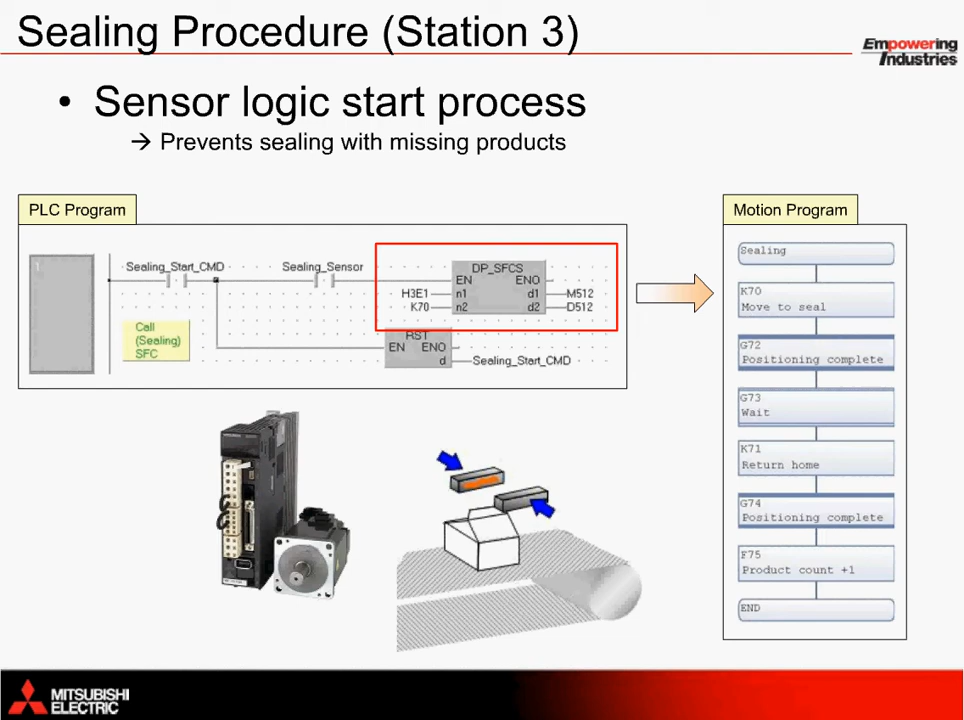 Sealing Procedure (Station 3)
Empowering
Industries
• Sensor logic start process
→ Prevents sealing with missing products
PLC Program
1
Sealing_Start_CMD
Sealing_Sensor
DP_SFCS
EN ENO
H3E1 n1 d1 M512
K70 n2 d2 D512
Call
(Sealing)
SFC
RST
EN ENO
d Sealing_Start_CMD
Motion Program
Sealing
K70
Move to seal
G72
Positioning complete
G73
Wait
K71
Return home
G74
Positioning complete
F75
Product count +1
END
MITSUBISHI
ELECTRIC